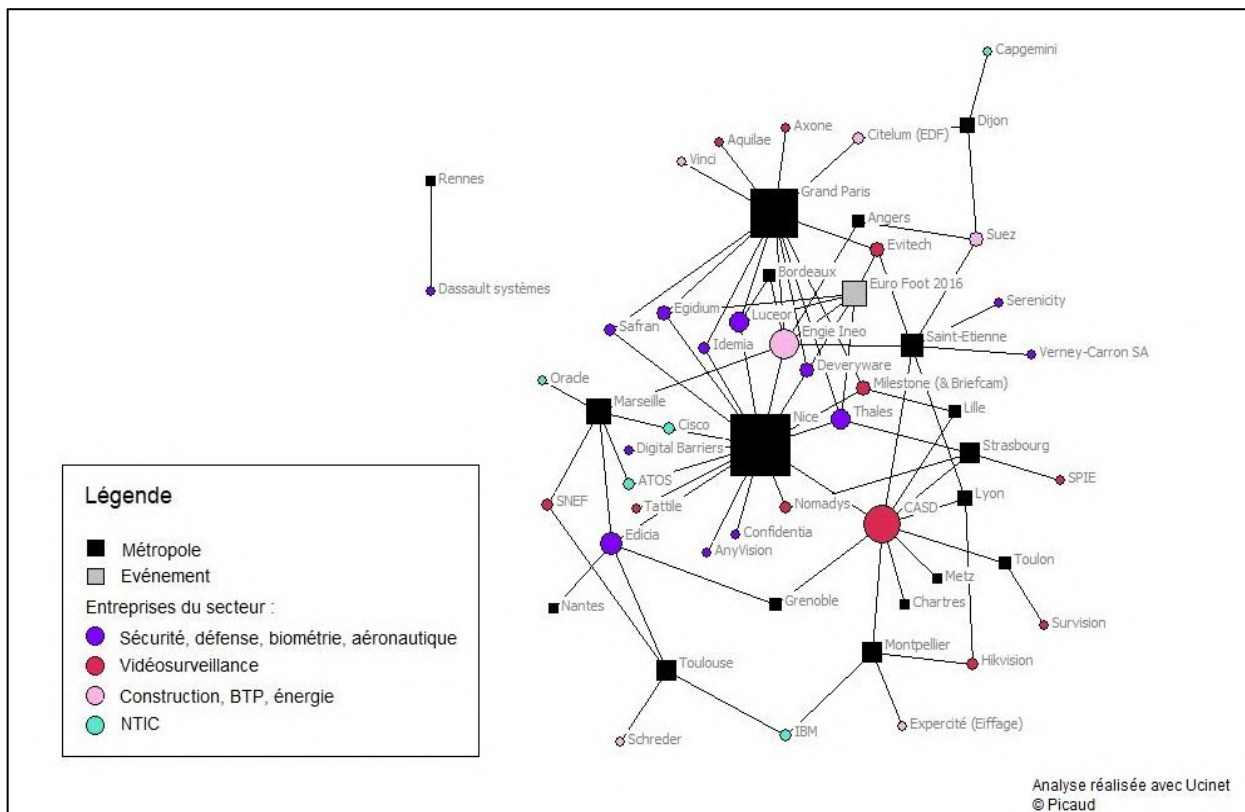 Capgemini
Axone
Aquilae
Citelum (EDF)
Dijon
Vinci
Rennes
Grand Paris
Angers
Suez
Evitech
Bordeaux
Euro Foot 2016
Dassault systèmes
Serenicity
Egidium
Luceor
Safran
Engie Ineo
Saint-Etienne
Idemia
Verney-Carron SA
Deveryware
Oracle
Milestone (& Briefcam)
Marseille
Nice
Thales
Lille
Cisco
Digital Barriers
Strasbourg
ATOS
SPIE
Tattile
Nomadys
CASD
Lyon
SNEF
Edicia
Confidentia
AnyVision
Toulon
Metz
Nantes
Grenoble
Chartres
Survision
Montpellier
Toulouse
Hikvision
Expercité (Eiffage)
Schreder
IBM
Légende
Métropole
Evénement
Entreprises du secteur :
Sécurité, défense, biométrie, aéronautique
Vidéosurveillance
Construction, BTP, énergie
NTIC
Analyse réalisée avec Ucinet
© Picaud